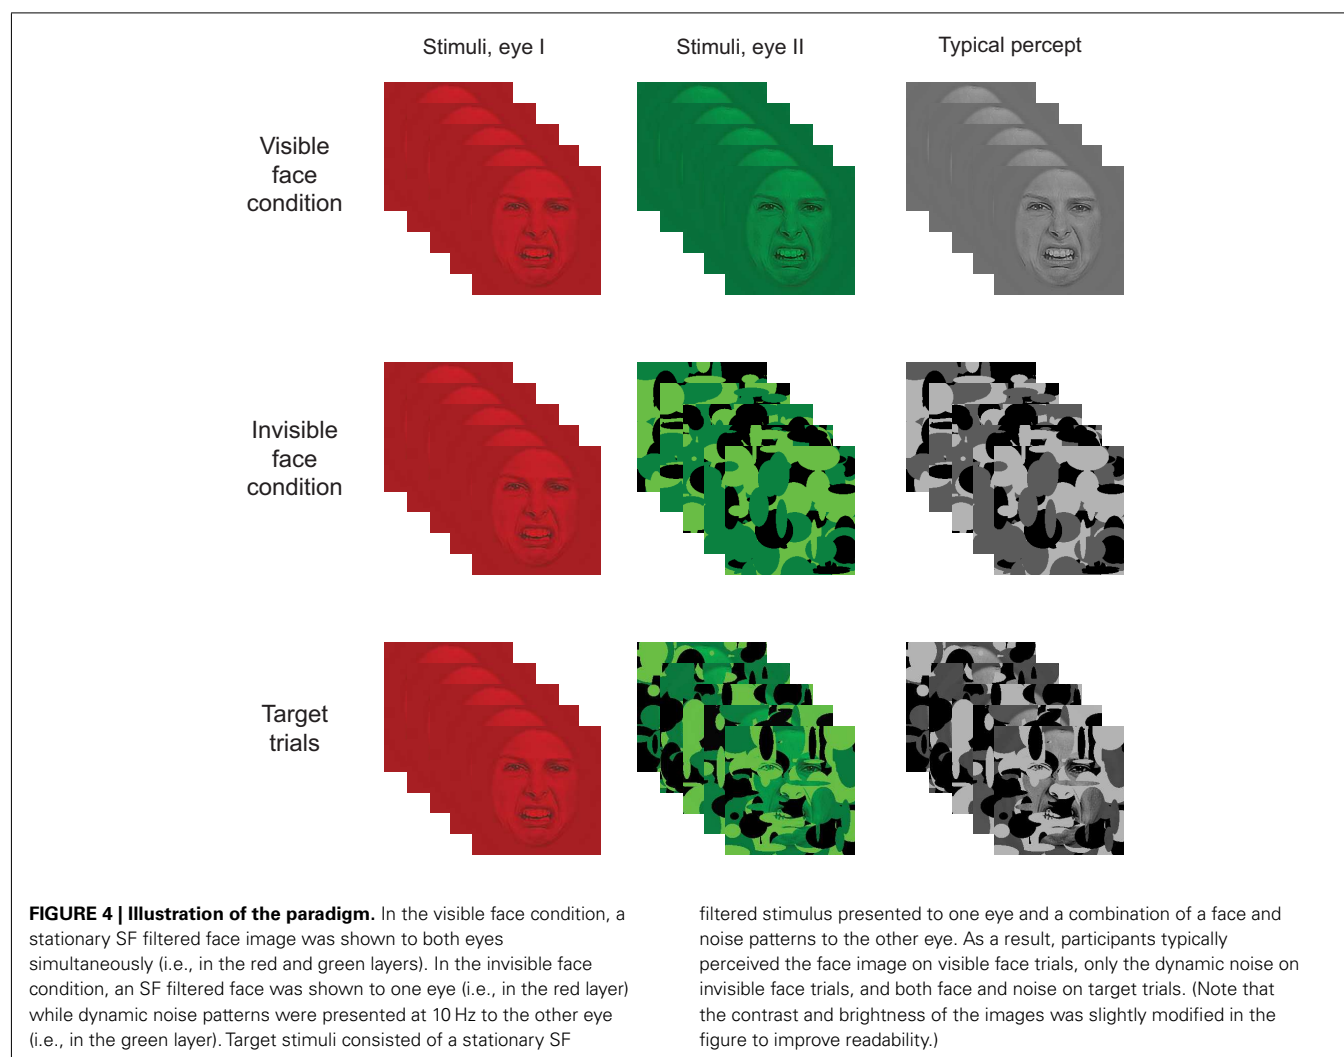 Stimuli, eye I
Stimuli, eye II
Typical percept
Visible
face
condition
Invisible
face
condition
Target
trials
FIGURE 4 | Illustration of the paradigm. In the visible face condition, a
stationary SF filtered face image was shown to both eyes
simultaneously (i.e., in the red and green layers). In the invisible face
condition, an SF filtered face was shown to one eye (i.e., in the red layer)
while dynamic noise patterns were presented at 10 Hz to the other eye
(i.e., in the green layer). Target stimuli consisted of a stationary SF
filtered stimulus presented to one eye and a combination of a face and
noise patterns to the other eye. As a result, participants typically
perceived the face image on visible face trials, only the dynamic noise on
invisible face trials, and both face and noise on target trials. (Note that
the contrast and brightness of the images was slightly modified in the
figure to improve readability.)